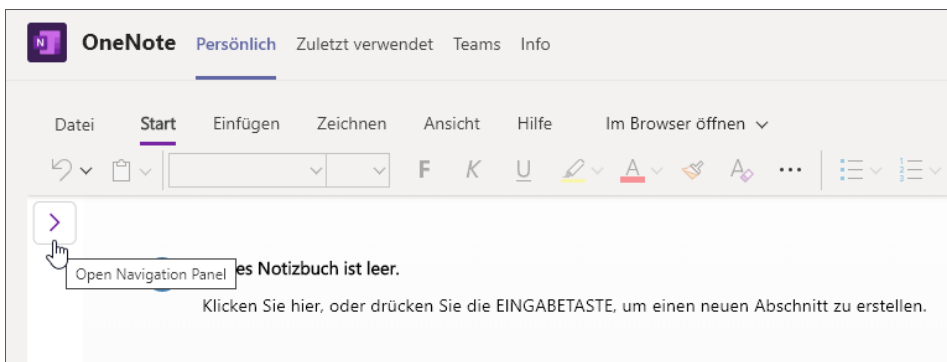 OneNote Persönlich Zuletzt verwendet Teams Info
Datei Start Einfügen Zeichnen Ansicht Hilfe Im Browser öffnen
F K U A A
es Notizbuch ist leer.
Open Navigation Panel
Klicken Sie hier, oder drücken Sie die EINGABETASTE, um einen neuen Abschnitt zu erstellen.